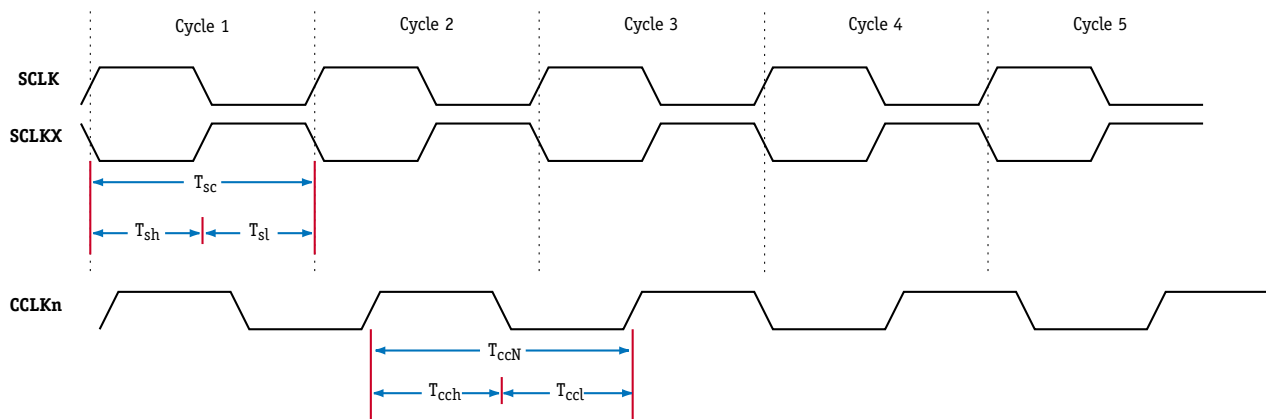 Cycle 1 Cycle 2 Cycle 3 Cycle 4 Cycle 5
SCLK
SCLKX
Tsc
Tsh Tsl
CCLKn
TccN
Tcch Tccl